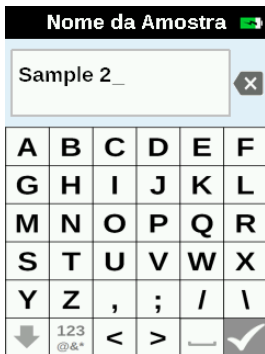 Nome da Amostra
Sample 2_
A B C D E F
G H I J K L
M N O P Q R
S T U V W X
Y Z , ; / \
123 < >
@&*